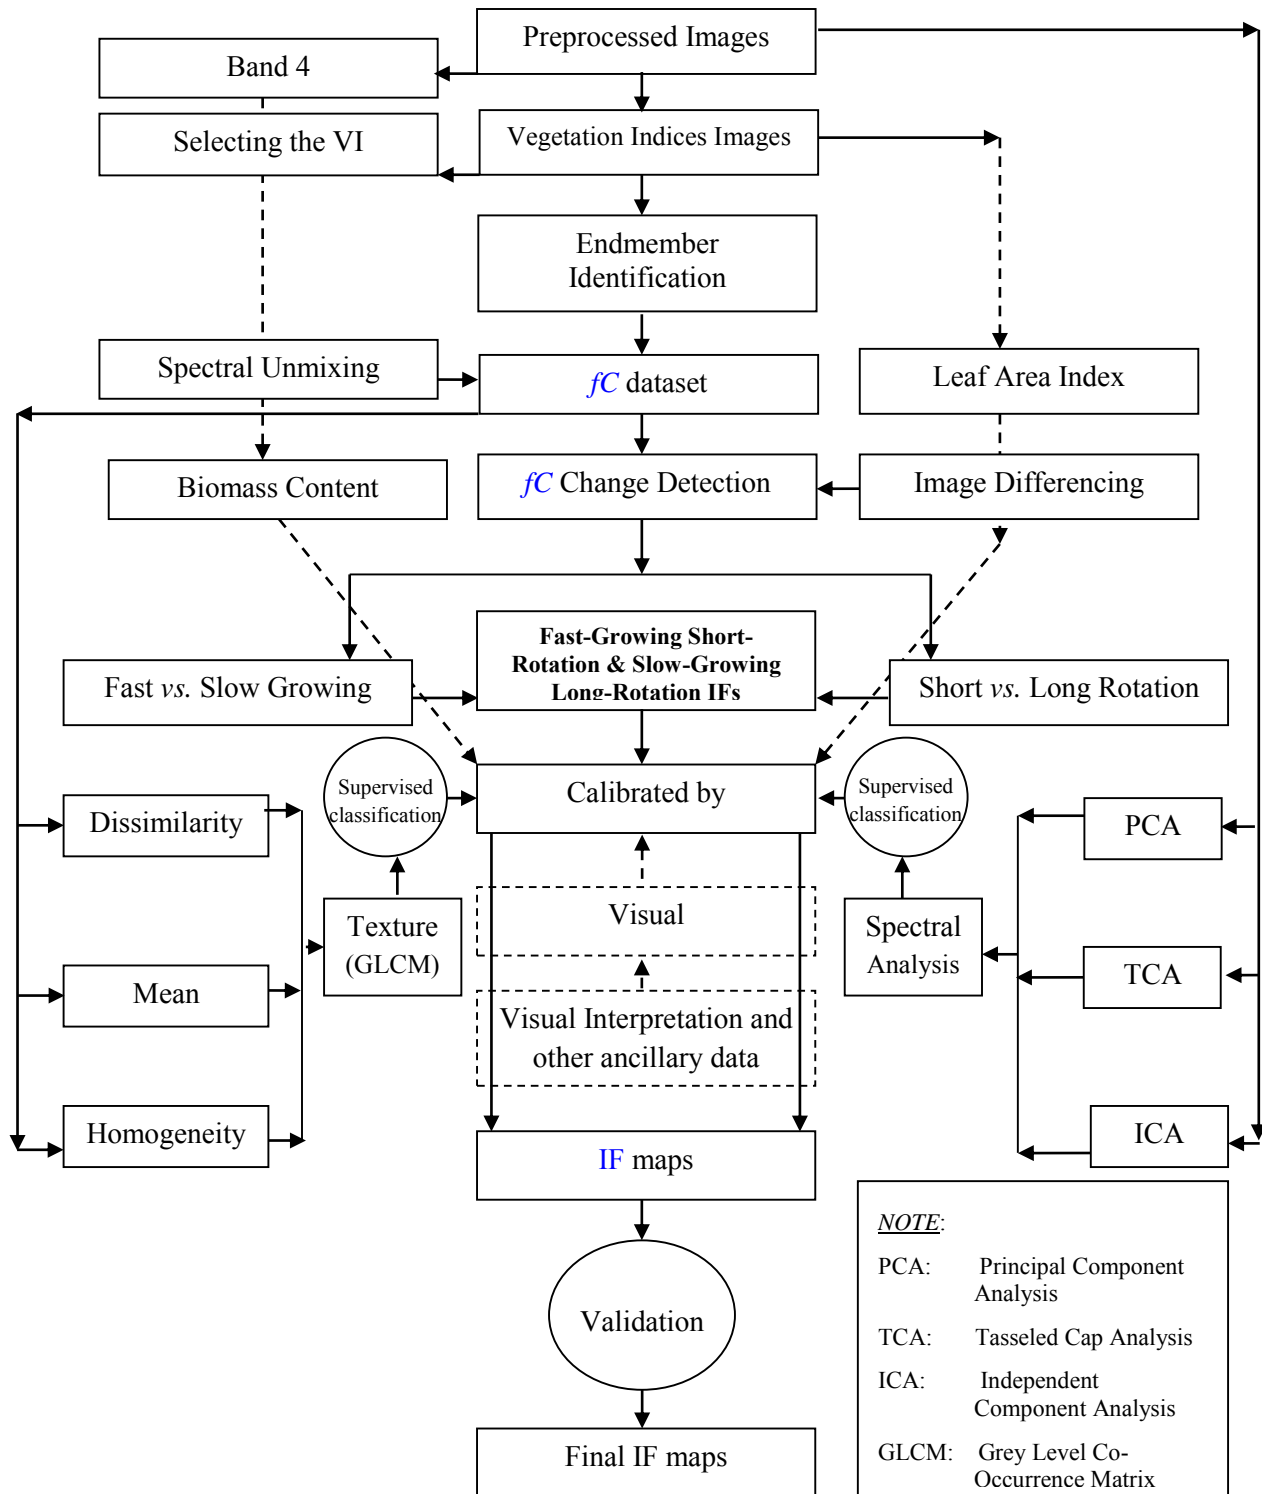 Preprocessed Images
Band 4
Selecting the VI
Vegetation Indices Images
Endmember
Identification
Spectral Unmixing
fC dataset
Leaf Area Index
Biomass Content
fC Change Detection
Image Differencing
Fast vs. Slow Growing
Fast-Growing Short-
Rotation & Slow-Growing
Long-Rotation IFs
Short vs. Long Rotation
Supervised
classification
Calibrated by
Supervised
classification
Dissimilarity
PCA
Texture
(GLCM)
Visual
Spectral
Analysis
Mean
TCA
Visual Interpretation and
other ancillary data
Homogeneity
ICA
IF maps
Validation
Final IF maps
NOTE:
PCA: Principal Component
Analysis
TCA: Tasseled Cap Analysis
ICA: Independent
Component Analysis
GLCM: Grey Level Co-
Occurrence Matrix